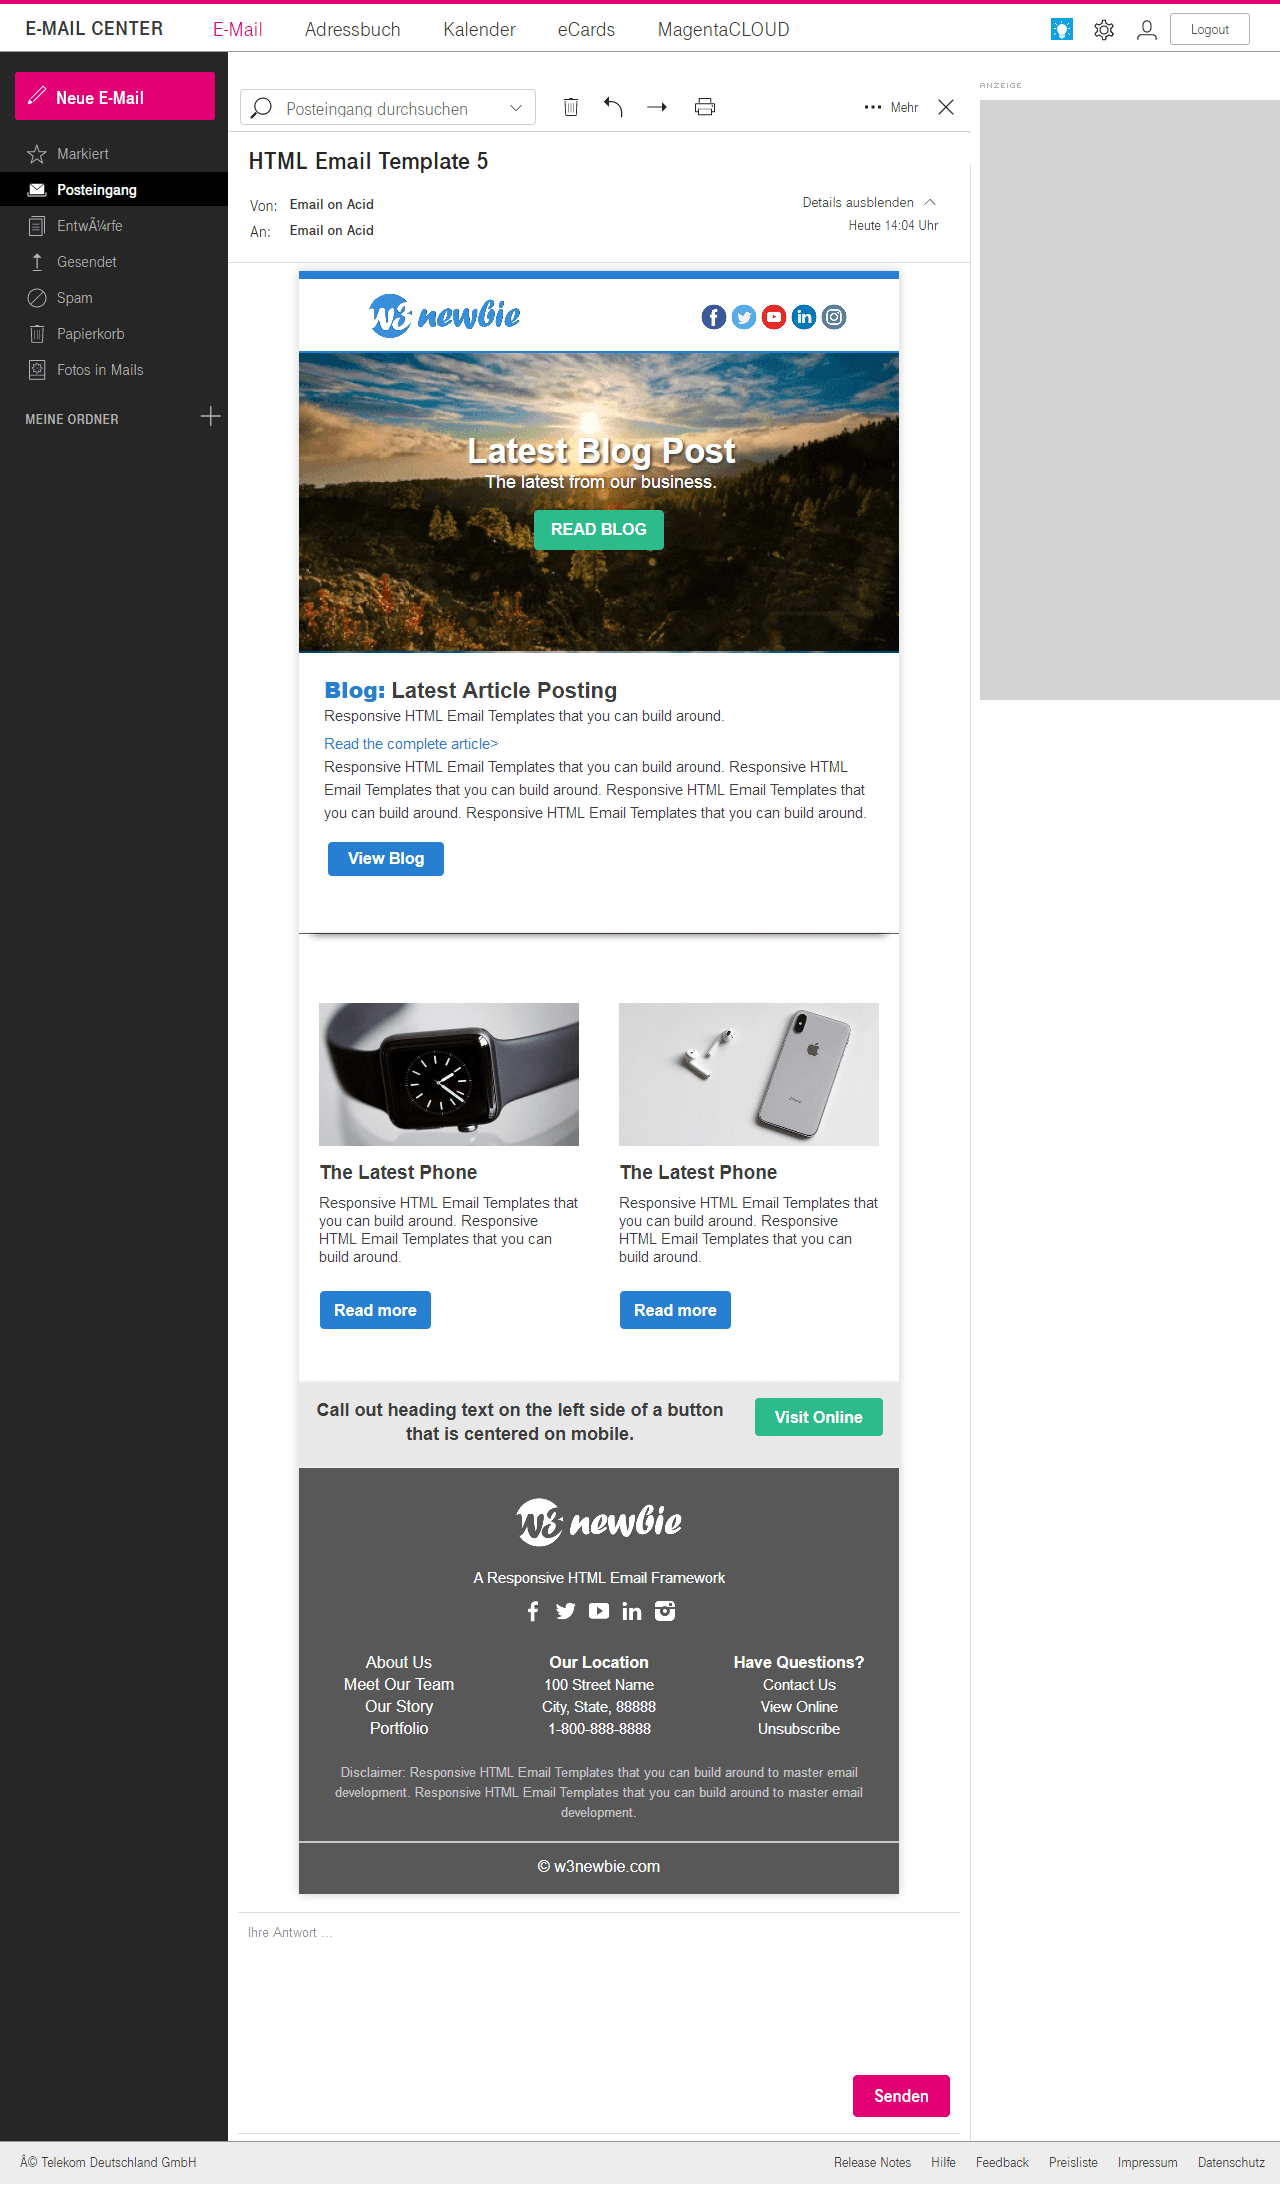 E-MAIL CENTER
E-Mail
Adressbuch
Kalender
eCards
MagentaCLOUD
Logout
Neue E-Mail
Markiert
Posteingang
EntwÃ¼rfe
Gesendet
Spam
Papierkorb
Fotos in Mails
MEINE ORDNER
Posteingang durchsuchen
Mehr
ANZEIGE
HTML Email Template 5
Von: Email on Acid
An: Email on Acid
Details ausblenden
Heute 14:04 Uhr
W3 newbie
Latest Blog Post
The latest from our business.
READ BLOG
Blog: Latest Article Posting
Responsive HTML Email Templates that you can build around.
Read the complete article>
Responsive HTML Email Templates that you can build around. Responsive HTML
Email Templates that you can build around. Responsive HTML Email Templates that
you can build around. Responsive HTML Email Templates that you can build around.
View Blog
The Latest Phone
Responsive HTML Email Templates that
you can build around. Responsive
HTML Email Templates that you can
build around.
Read more
The Latest Phone
Responsive HTML Email Templates that
you can build around. Responsive
HTML Email Templates that you can
build around.
Read more
Call out heading text on the left side of a button
that is centered on mobile.
Visit Online
W3 newbie
A Responsive HTML Email Framework
About Us
Meet Our Team
Our Story
Portfolio
Our Location
100 Street Name
City, State, 88888
1-800-888-8888
Have Questions?
Contact Us
View Online
Unsubscribe
Disclaimer: Responsive HTML Email Templates that you can build around to master email
development. Responsive HTML Email Templates that you can build around to master email
development.
© w3newbie.com
Ihre Antwort ...
Senden
Â© Telekom Deutschland GmbH
Release Notes
Hilfe
Feedback
Preisliste
Impressum
Datenschutz